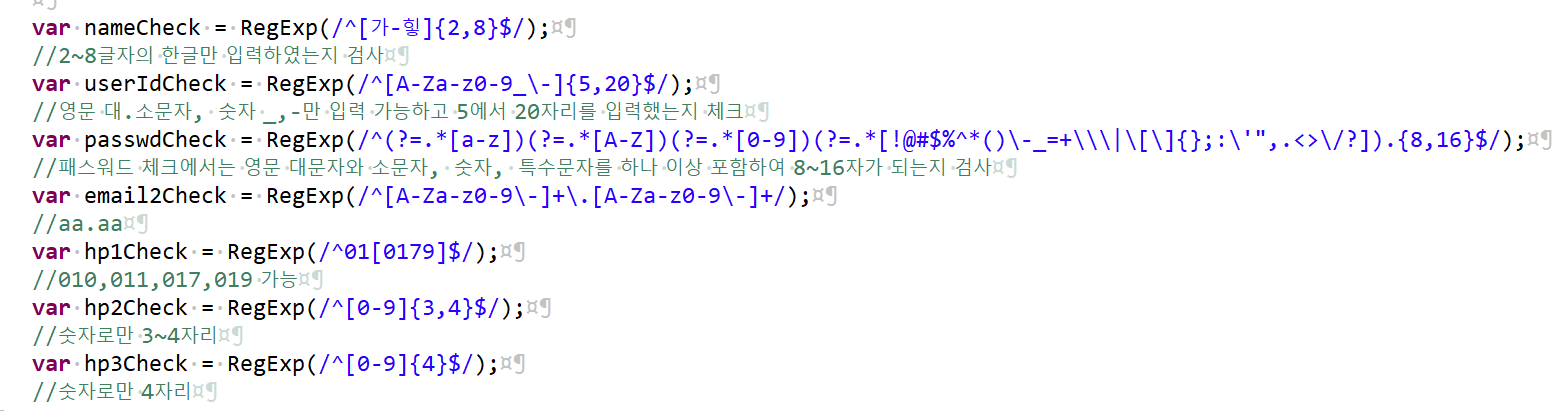 var nameCheck = RegExp(/^[가-힣]{2,8}$/);
//2~8글자의 한글만 입력하였는지 검사
var userIdCheck = RegExp(/^[A-Za-z0-9_\-]{5,20}$/);
//영문 대.소문자, 숫자 _,-만 입력 가능하고 5에서 20자리를 입력했는지 체크
var passwdCheck = RegExp(/^(?=.*[a-z])(?=.*[A-Z])(?=.*[0-9])(?=.*[!@#$%^*()\-_=+\\\|\[\]{};:\'",.<>\/?]).{8,16}$/);
//패스워드 체크에서는 영문 대문자와 소문자, 숫자, 특수문자를 하나 이상 포함하여 8~16자가 되는지 검사
var email2Check = RegExp(/^[A-Za-z0-9\-]+\.[A-Za-z0-9\-]+/);
//aa.aa
var hp1Check = RegExp(/^01[0179]$/);
//010,011,017,019 가능
var hp2Check = RegExp(/^[0-9]{3,4}$/);
//숫자로만 3~4자리
var hp3Check = RegExp(/^[0-9]{4}$/);
//숫자로만 4자리